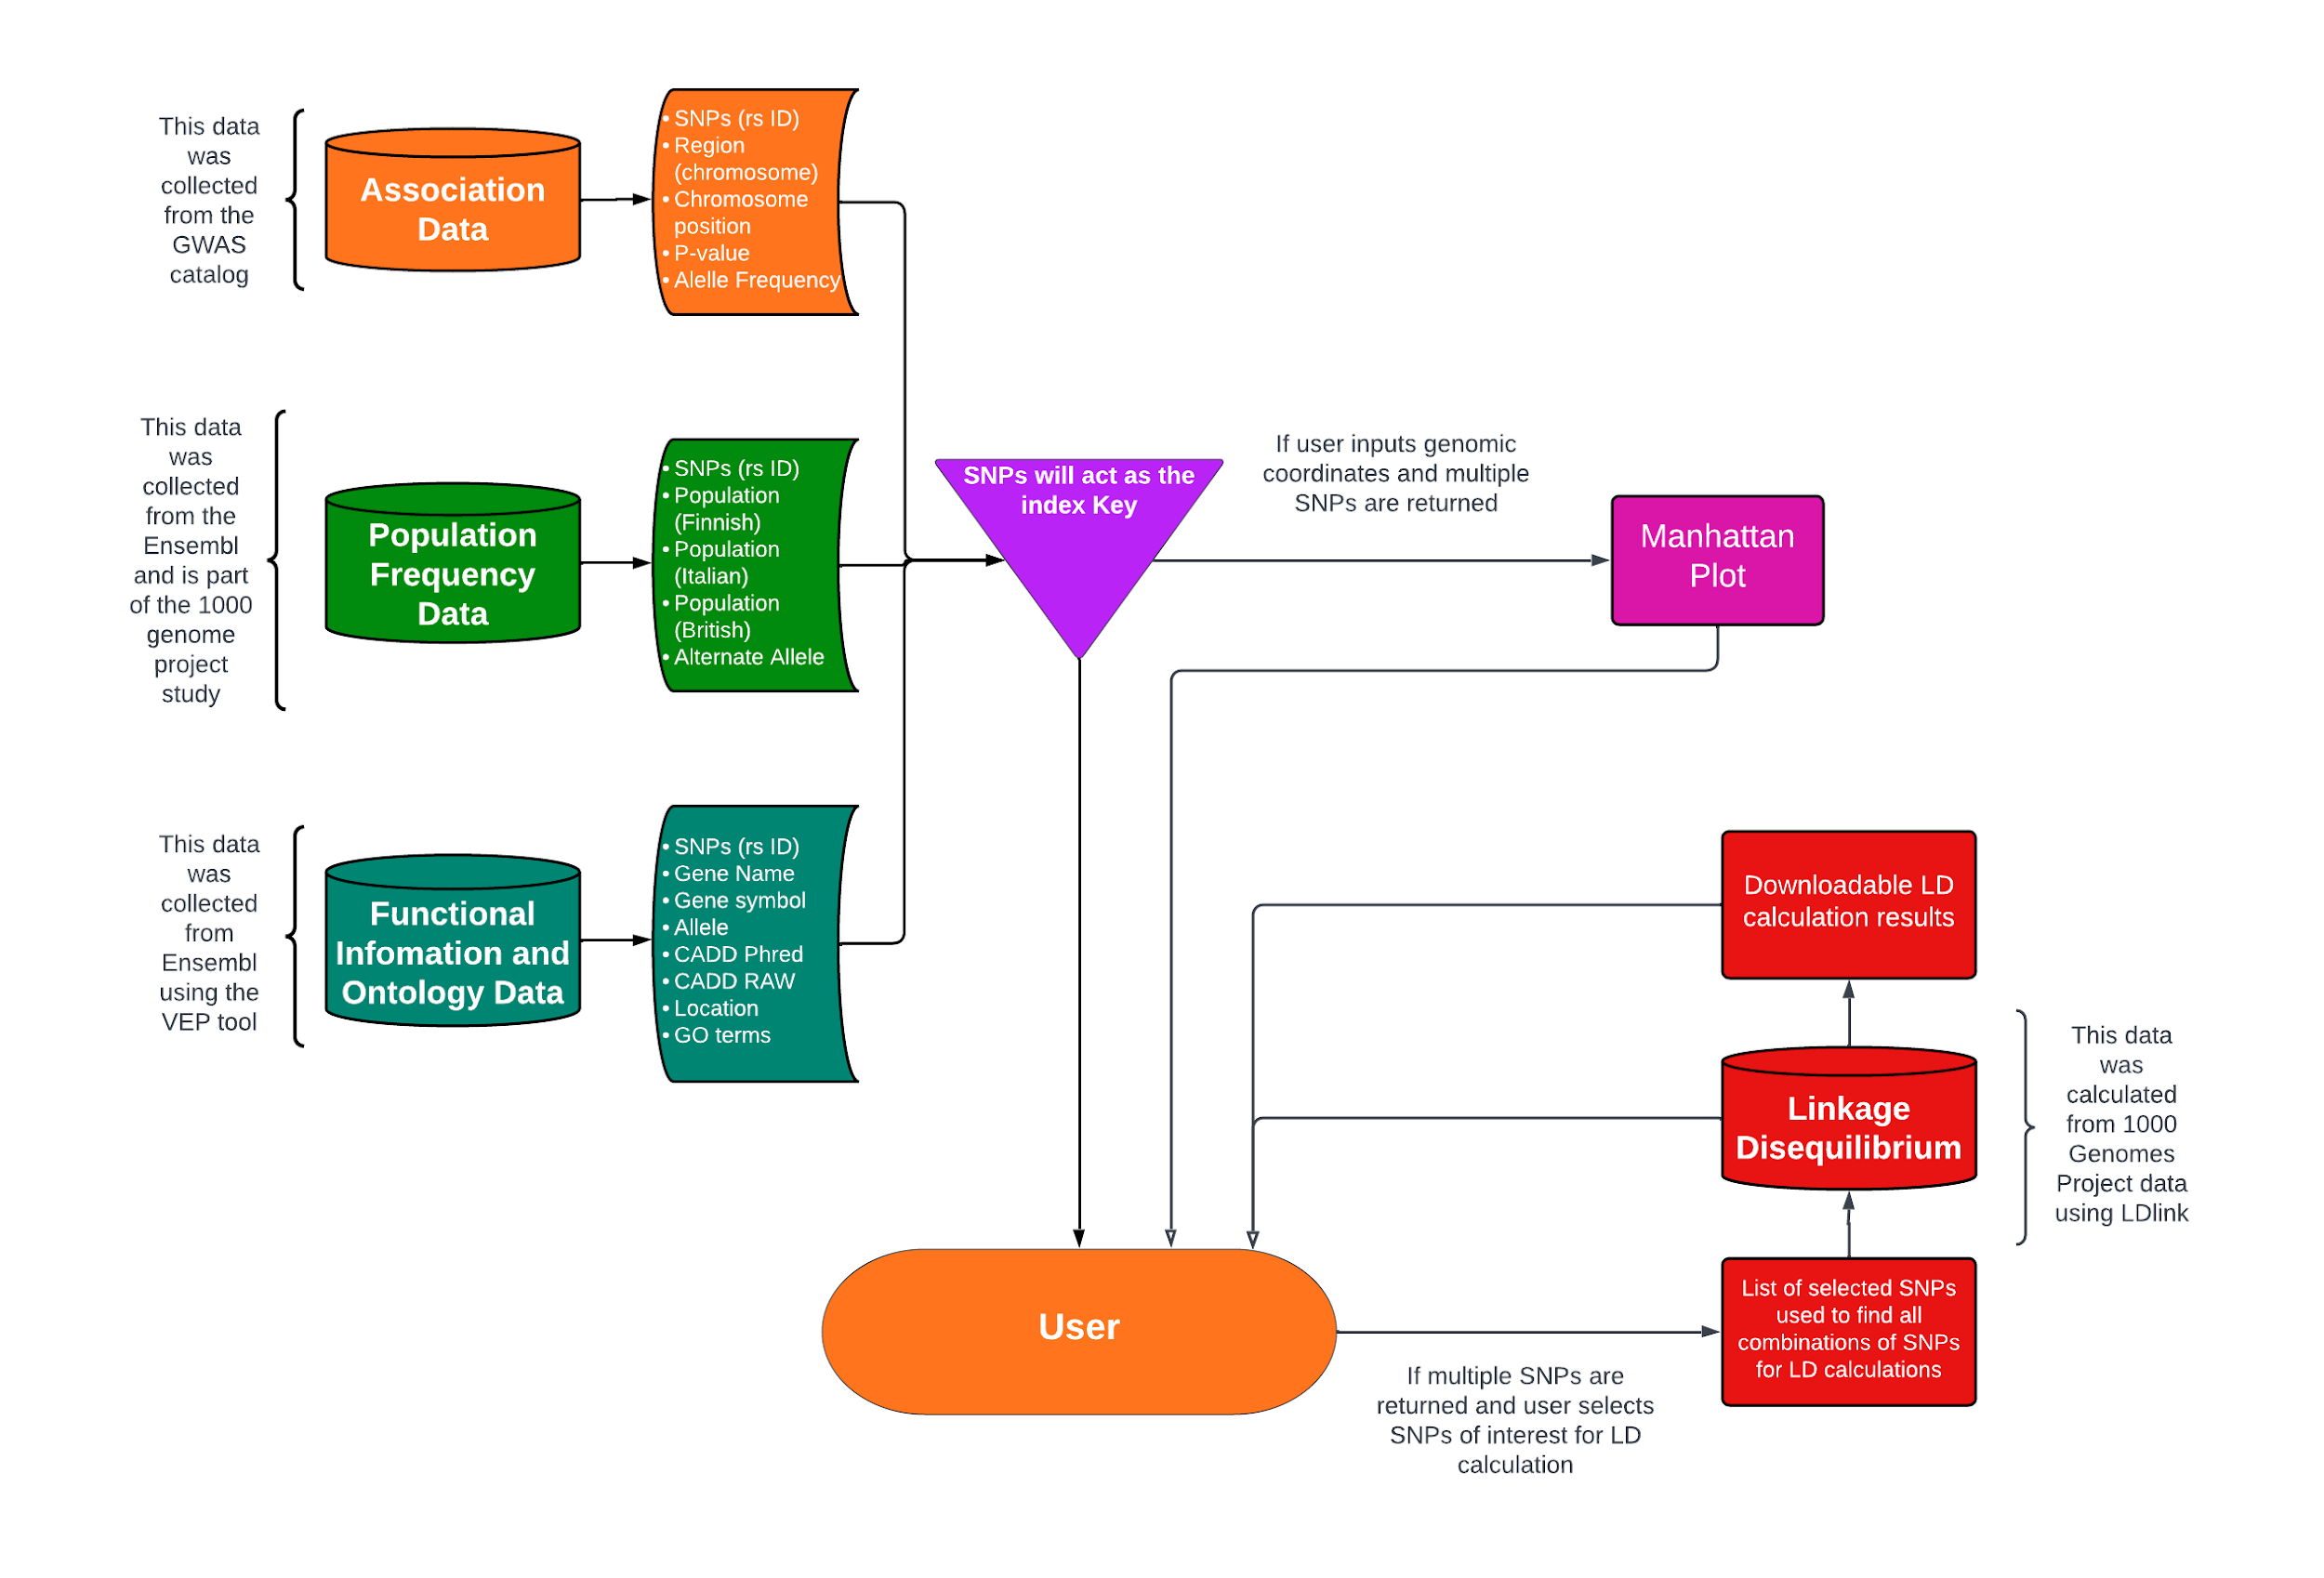 This data
was
collected
from the
GWAS
catalog
Association
Data
• SNPs (rs ID)
• Region
(chromosome)
• Chromosome
position
• P-value
• Alelle Frequency
This data
was
collected
from the
Ensembl
and is part
of the 1000
genome
project
study
Population
Frequency
Data
• SNPs (rs ID)
• Population
(Finnish)
• Population
(Italian)
• Population
(British)
• Alternate Allele
SNPs will act as the
index Key
If user inputs genomic
coordinates and multiple
SNPs are returned
Manhattan
Plot
This data
was
collected
from
Ensembl
using the
VEP tool
Functional
Infomation and
Ontology Data
• SNPs (rs ID)
• Gene Name
• Gene symbol
• Allele
• CADD Phred
• CADD RAW
• Location
• GO terms
Downloadable LD
calculation results
Linkage
Disequilibrium
This data
was
calculated
from 1000
Genomes
Project data
using LDlink
User
If multiple SNPs are
returned and user selects
SNPs of interest for LD
calculation
List of selected SNPs
used to find all
combinations of SNPs
for LD calculations